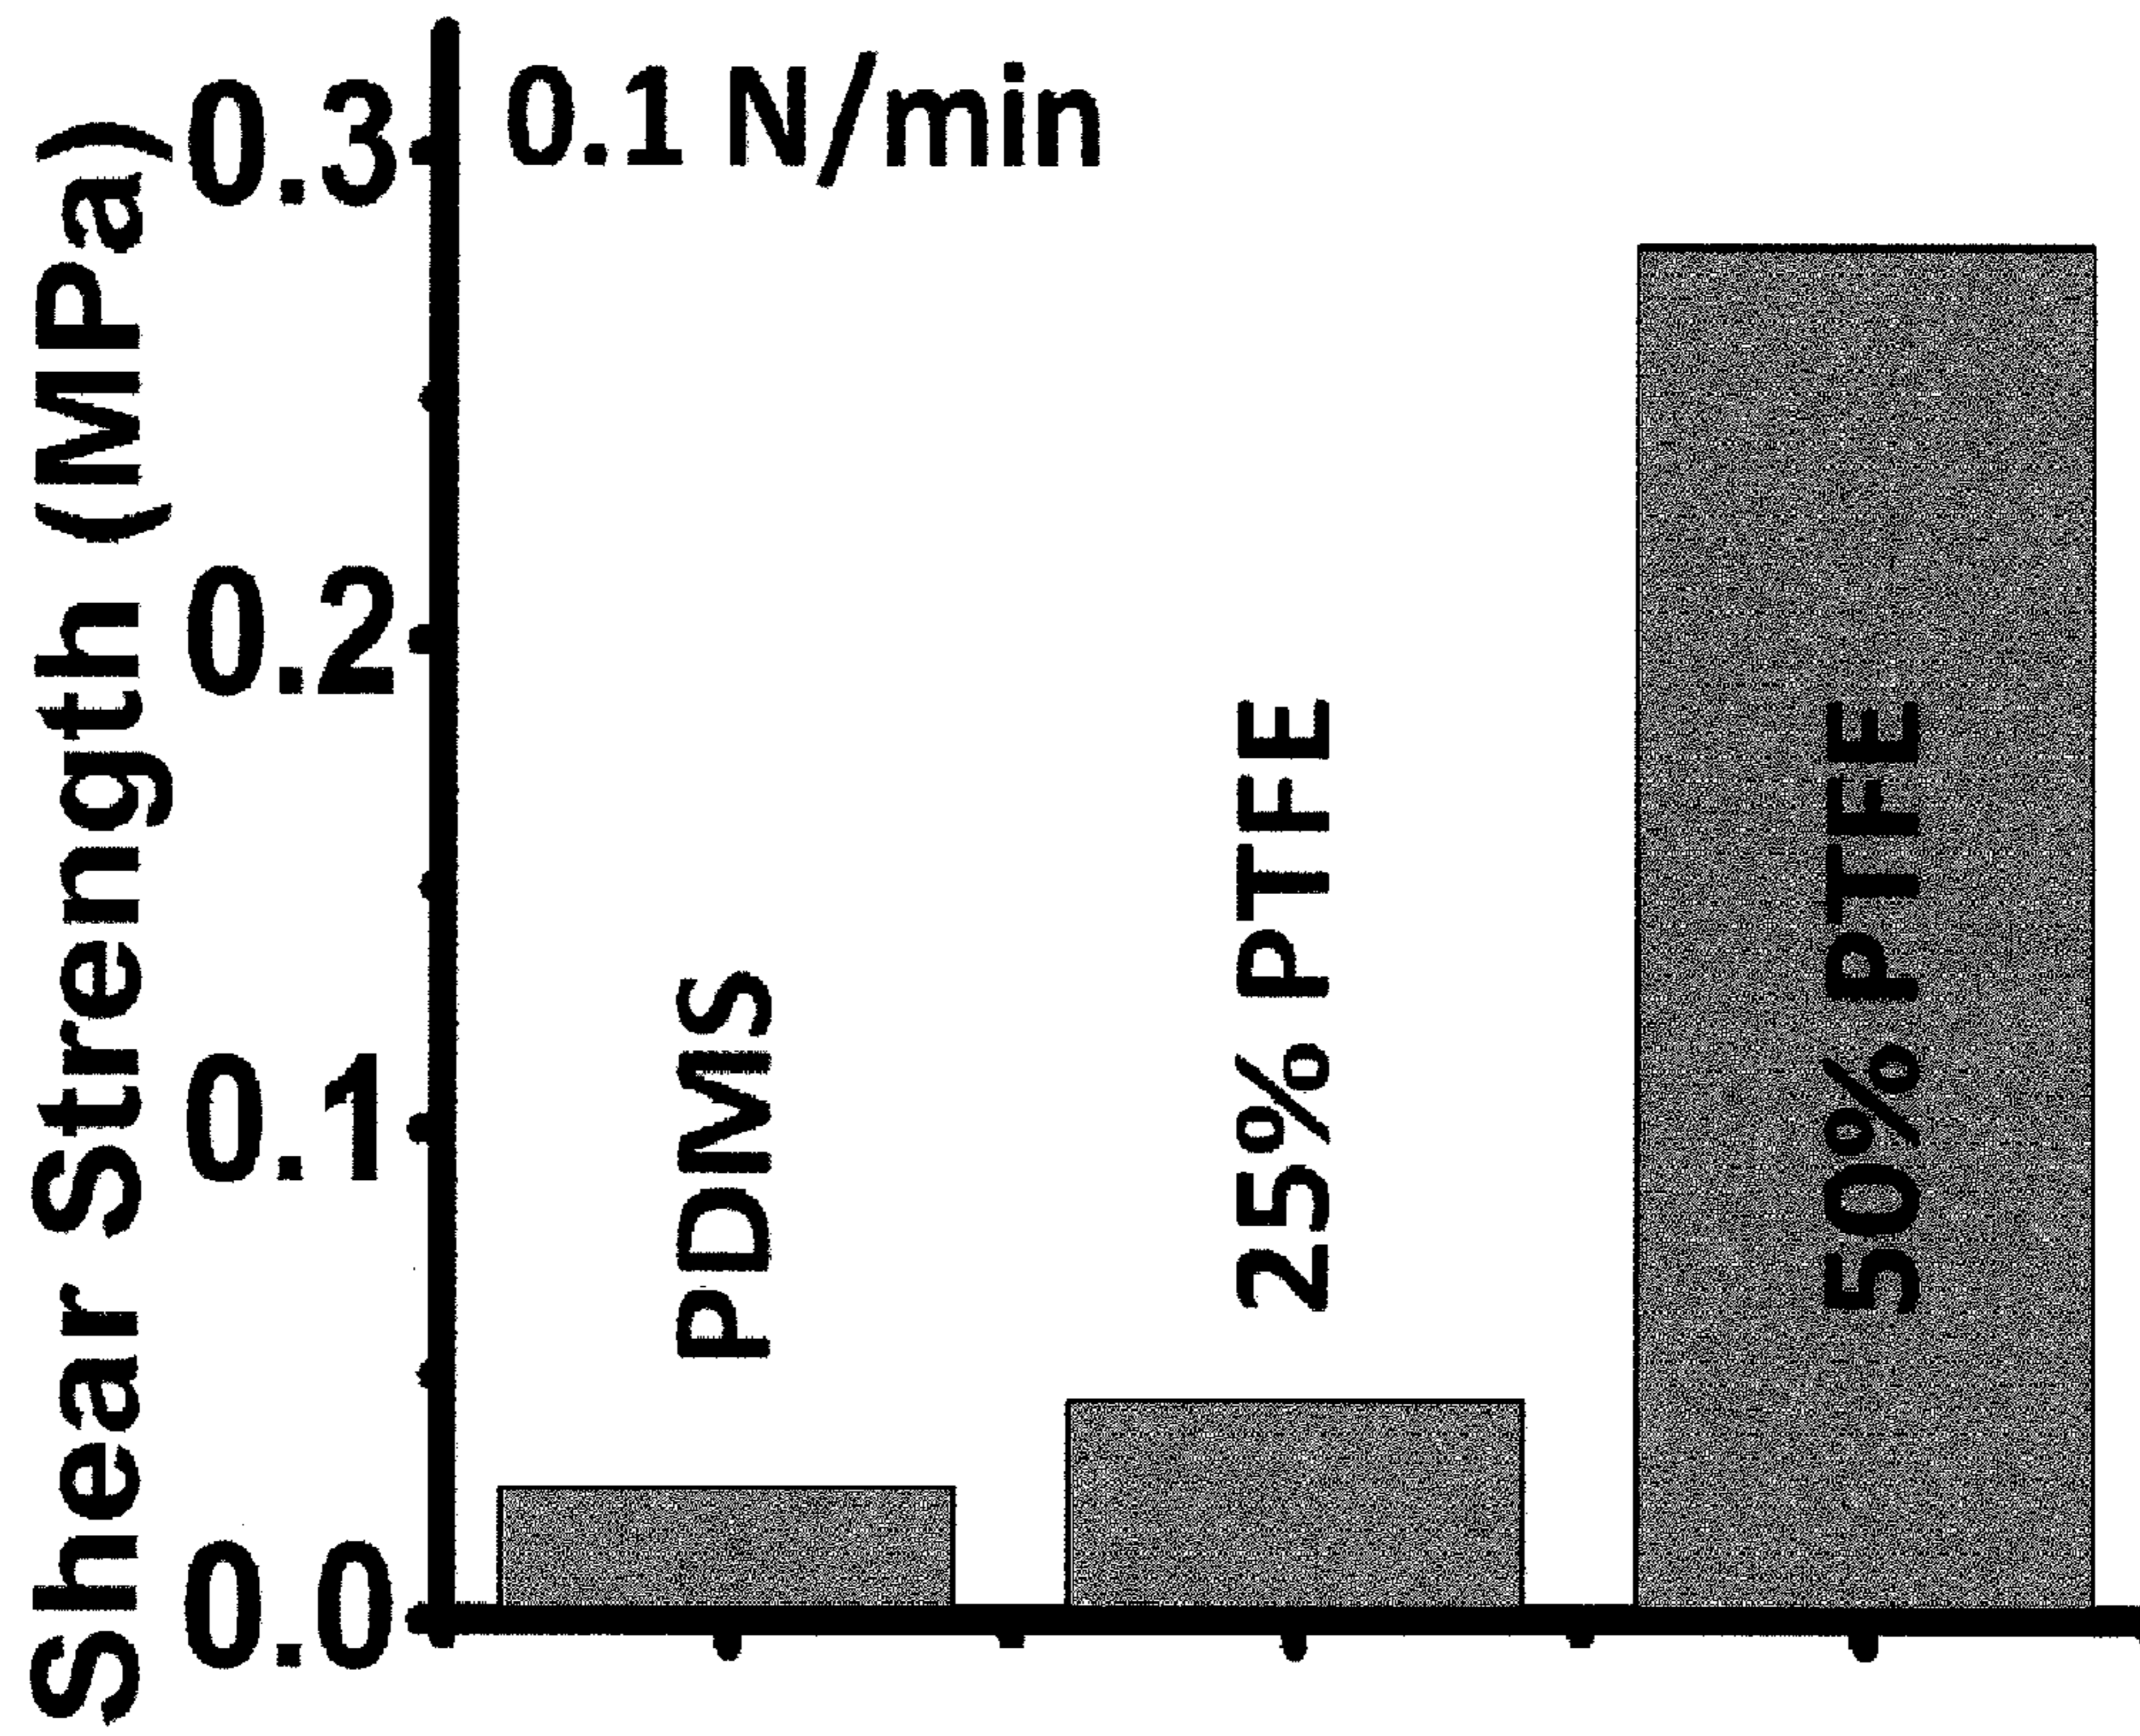 Shear Strength (MPa)
0.3
0.2
0.1
0.0
0.1 N/min
PDMS
25% PTFE
50% PTFE